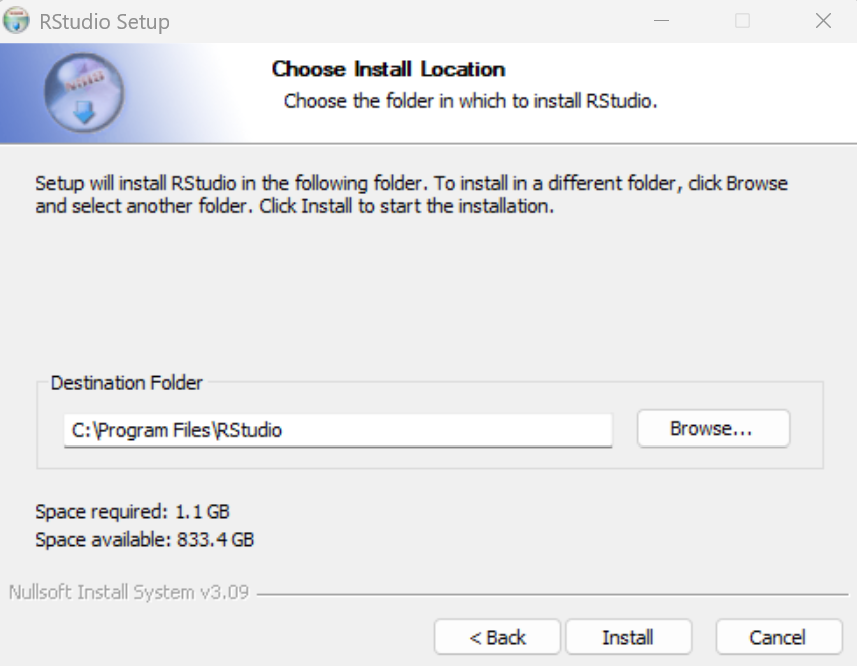 RStudio Setup
Choose Install Location
Choose the folder in which to install RStudio.
Setup will install RStudio in the following folder. To install in a different folder, click Browse
and select another folder. Click Install to start the installation.
Destination Folder
C:\Program Files\RStudio
Browse...
Space required: 1.1 GB
Space available: 833.4 GB
Nullsoft Install System v3.09
< Back
Install
Cancel